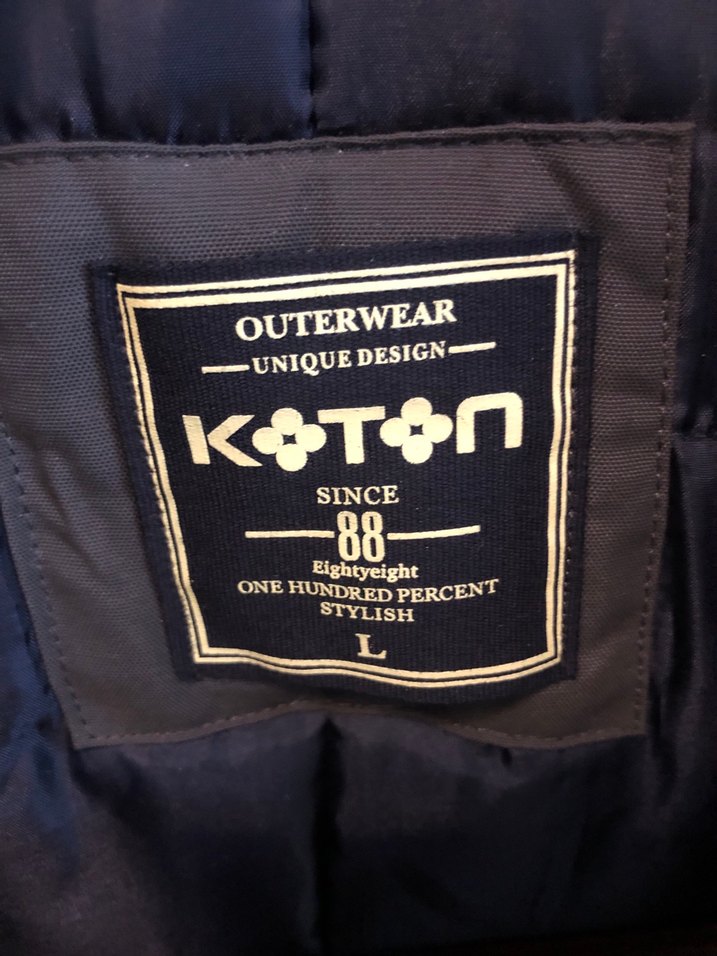 OUTERWEAR
UNIQUE DESIGN
KOTON
SINCE
88
Eightyeight
ONE HUNDRED PERCENT
STYLISH
L